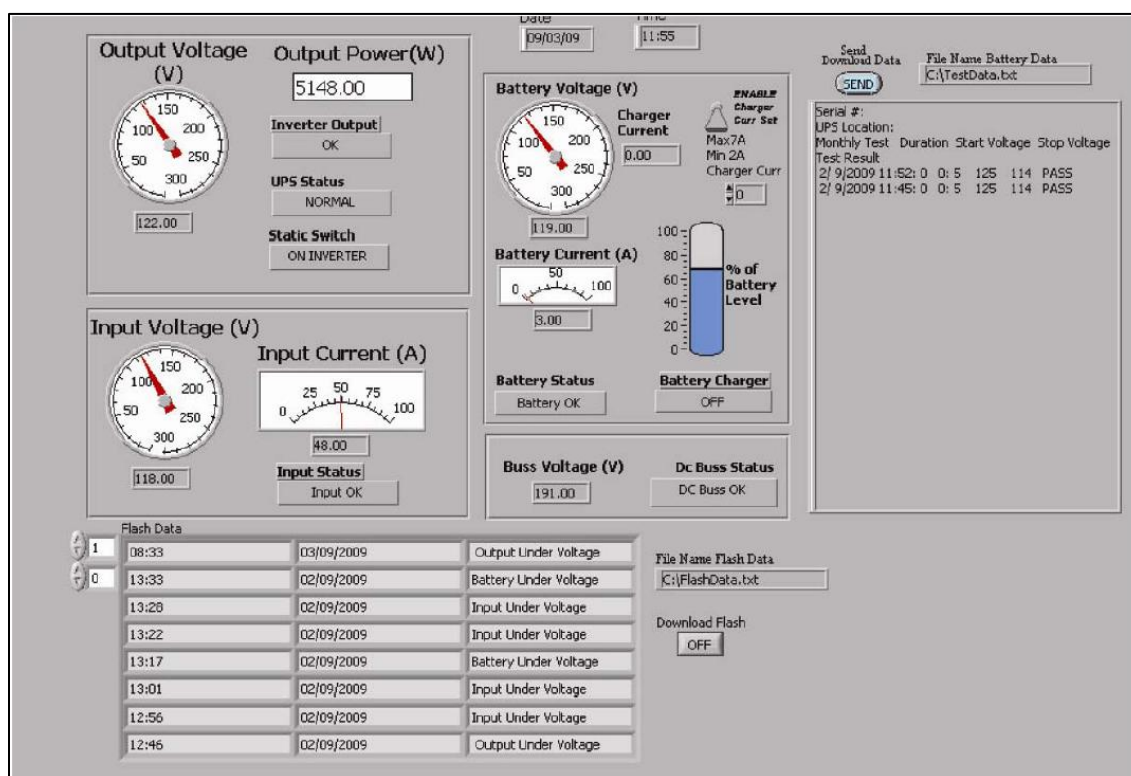 Date
Time
09/03/09
11:55
Output Voltage
(V)
50
100
150
200
250
300
122.00
Output Power(W)
5148.00
Inverter Output
OK
UPS Status
NORMAL
Static Switch
ON INVERTER
Battery Voltage (V)
50
100
150
200
250
300
119.00
Charger
Current
0.00
ENABLE
Charger
Curr Set
Max7A
Min 2A
Charger Curr
0
Battery Current (A)
0
50
100
3.00
100
80
60
40
20
0
% of
Battery
Level
Battery Status
Battery OK
Battery Charger
OFF
Send
Download Data
SEND
File Name Battery Data
C:\TestData.txt
Serial #:
UPS Location:
Monthly Test Duration Start Voltage Stop Voltage
Test Result
2/ 9/2009 11:52: 0 0: 5 125 114 PASS
2/ 9/2009 11:45: 0 0: 5 125 114 PASS
Input Voltage (V)
50
100
150
200
250
300
118.00
Input Current (A)
0
25
50
75
100
48.00
Input Status
Input OK
Buss Voltage (V)
191.00
Dc Buss Status
DC Buss OK
Flash Data
1
0
08:33 03/09/2009 Output Under Voltage
13:33 02/09/2009 Battery Under Voltage
13:28 02/09/2009 Input Under Voltage
13:22 02/09/2009 Input Under Voltage
13:17 02/09/2009 Battery Under Voltage
13:01 02/09/2009 Input Under Voltage
12:56 02/09/2009 Input Under Voltage
12:46 02/09/2009 Output Under Voltage
File Name Flash Data
C:\FlashData.txt
Download Flash
OFF